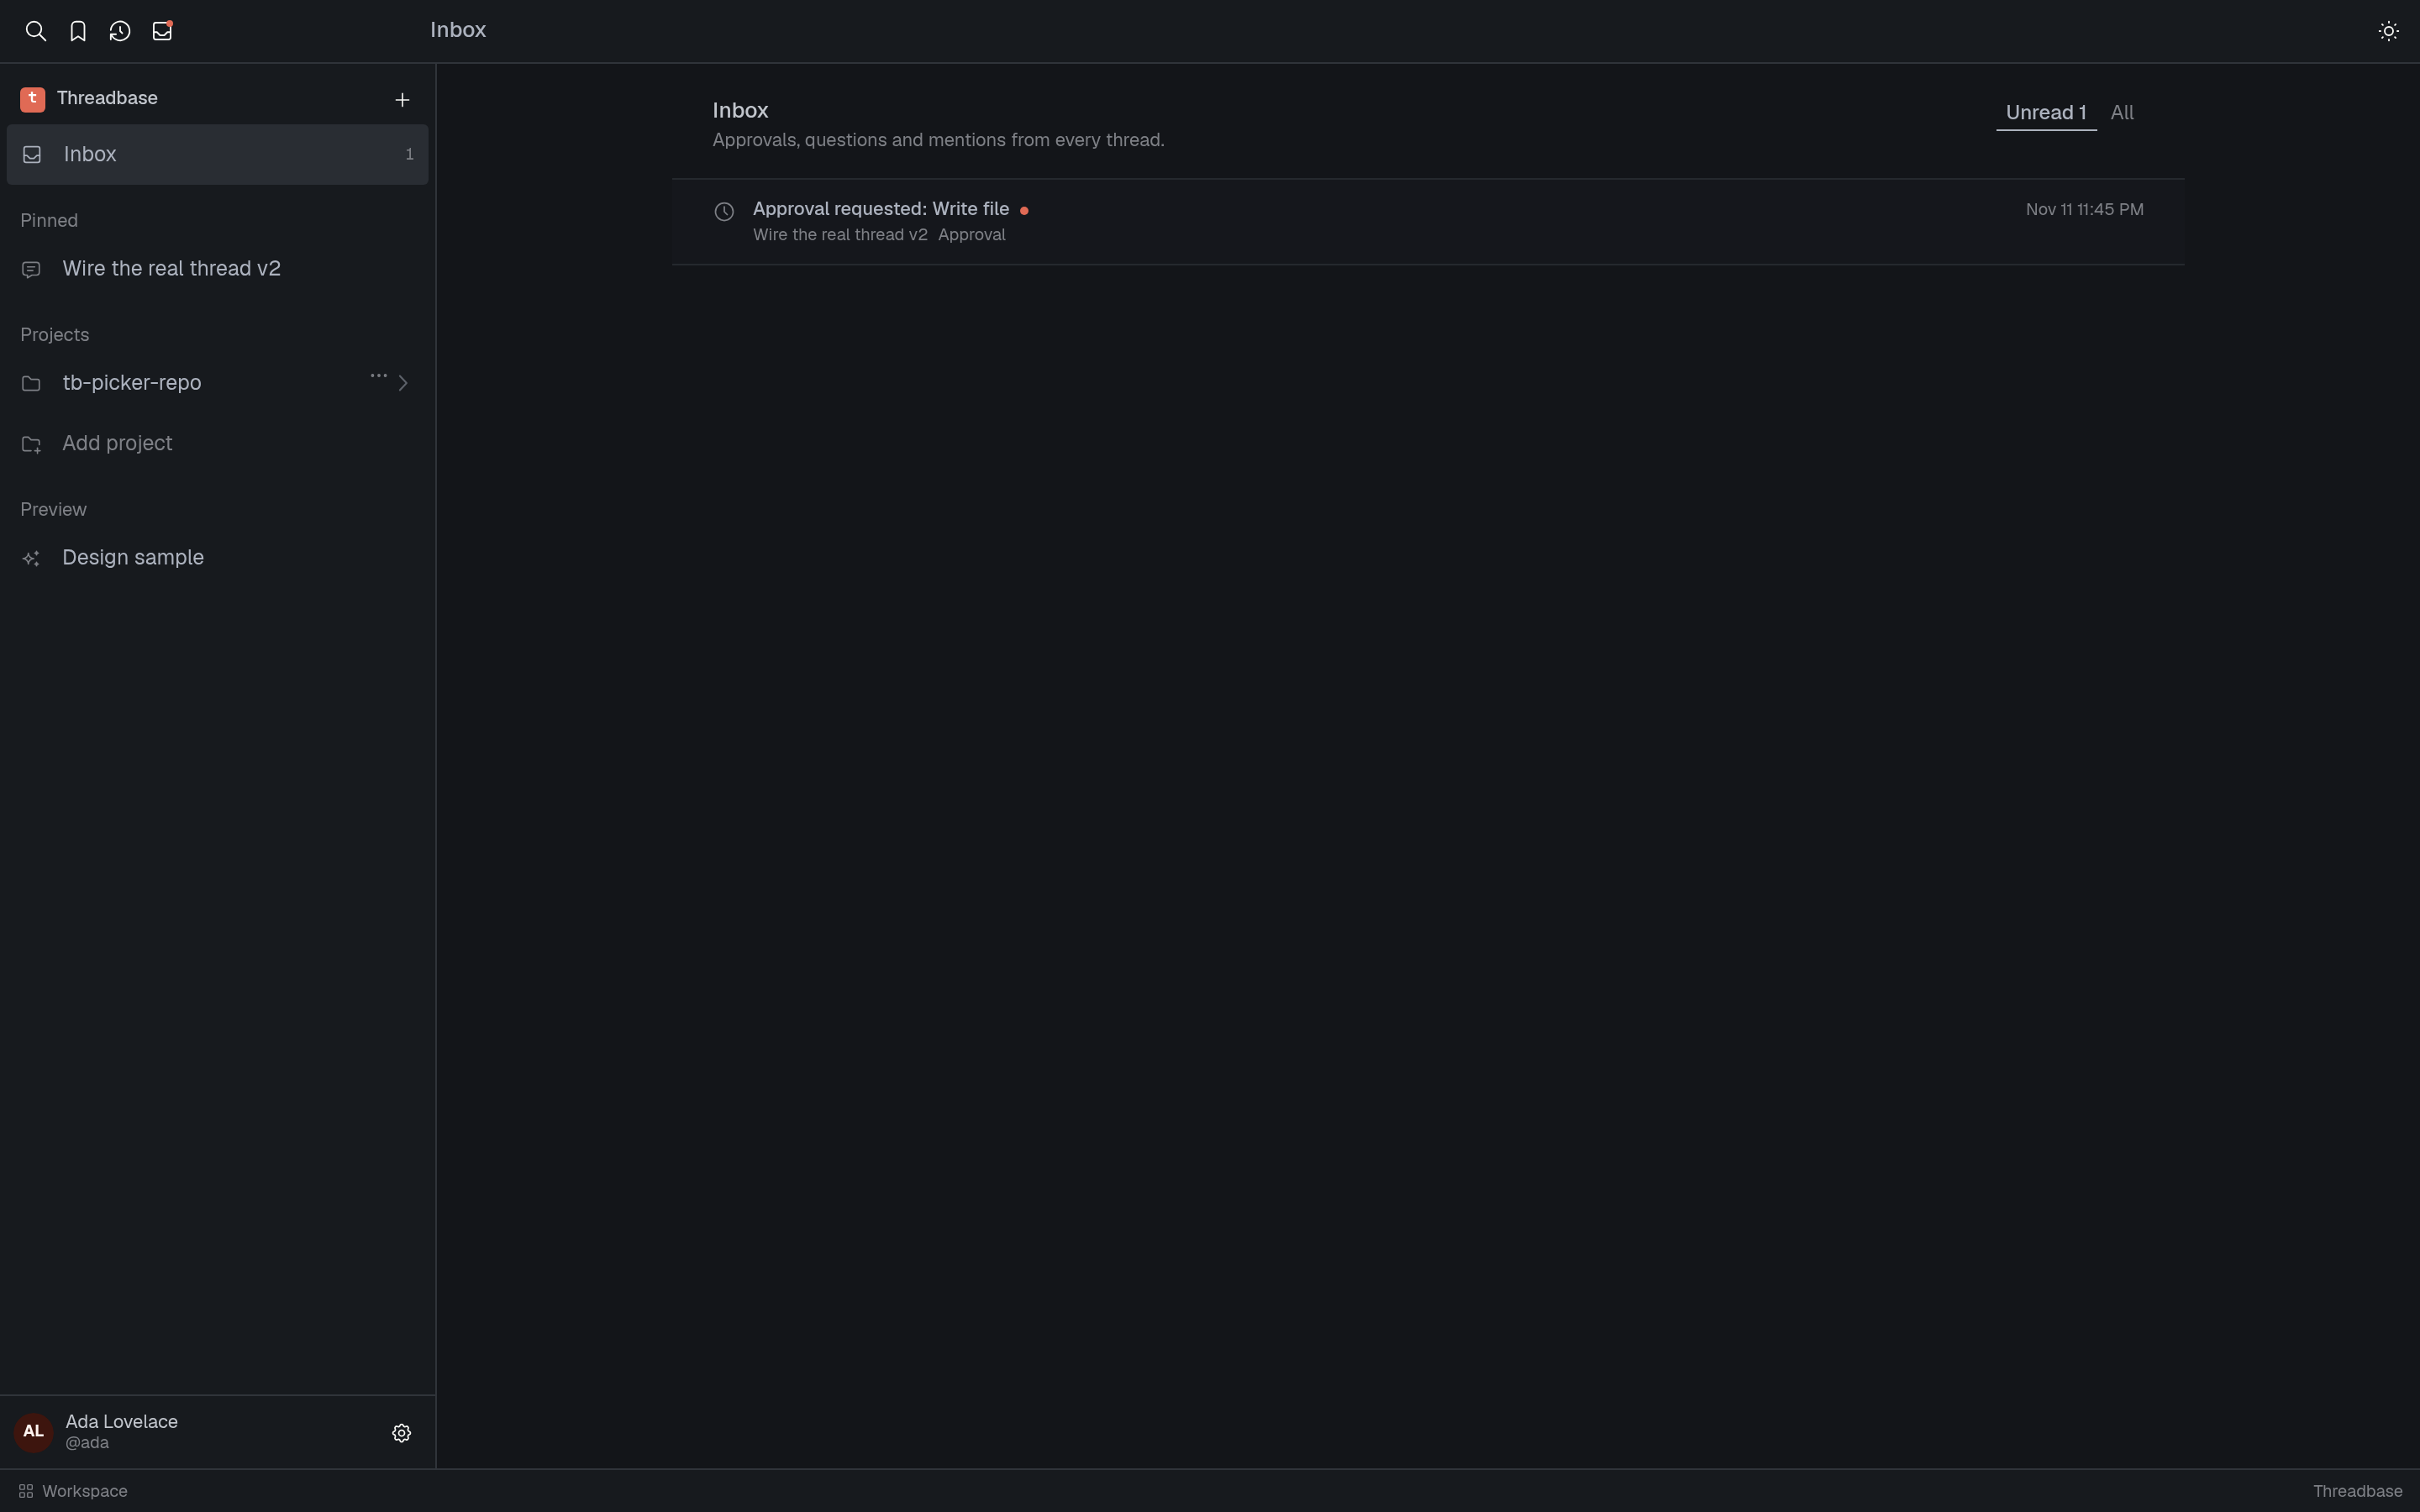 Inbox
t Threadbase
Inbox 1
Pinned
Wire the real thread v2
Projects
tb-picker-repo
Add project
Preview
Design sample
AL Ada Lovelace
@ada
Inbox
Approvals, questions and mentions from every thread.
Unread 1 All
Approval requested: Write file
Nov 11 11:45 PM
Wire the real thread v2 Approval
Workspace
Threadbase